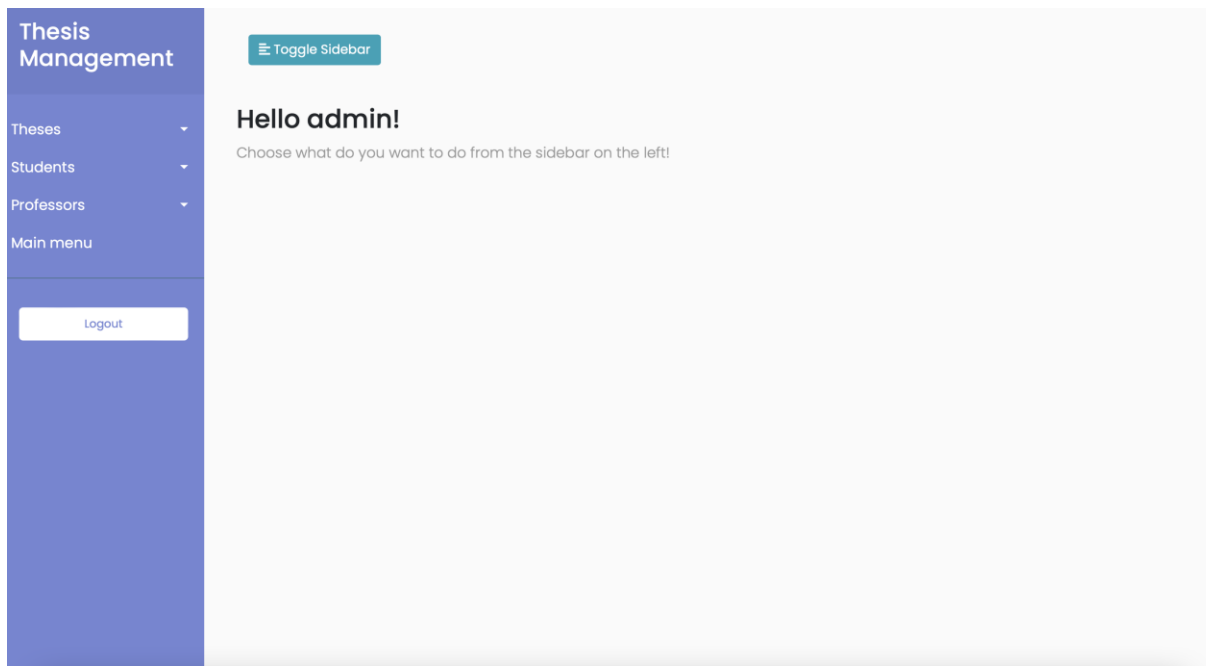 Thesis
Management
Theses
Students
Professors
Main menu
Logout
Toggle Sidebar
Hello admin!
Choose what do you want to do from the sidebar on the left!